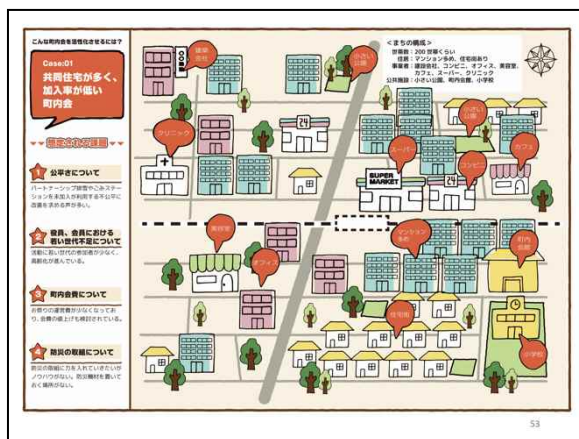 こんな町内会を活性化させるには？
Case:01
共同住宅が多く、
加入率が低い
町内会
想定される課題
1 公平さについて
パートナーシップ排雪やごみステー
ションを未加入が利用する不公平に
改善を求める声が多い。
2 役員、会員における
若い世代不足について
活動に若い世代の参加者が少なく、
高齢化が進んでいる。
3 町内会費について
お祭りの運営費が少なくなってお
り、会費の値上げも検討されている。
4 防災の取組について
防災の取組に力を入れていきたいが
ノウハウがない。防災機材を置いて
おく場所がない。
<まちの構成>
世帯数：200世帯くらい
住居：マンション多め、住宅街あり
事業者：建設会社、コンビニ、オフィス、美容室、
カフェ、スーパー、クリニック
公共施設：小さい公園、町内会館、小学校
建設
会社
小さい
公園
小さい
公園
クリニック
24
スーパー
コンビニ
カフェ
SUPER
MARKET
24
美容室
オフィス
マンション
多め
町内
会館
住宅街
小学校
53